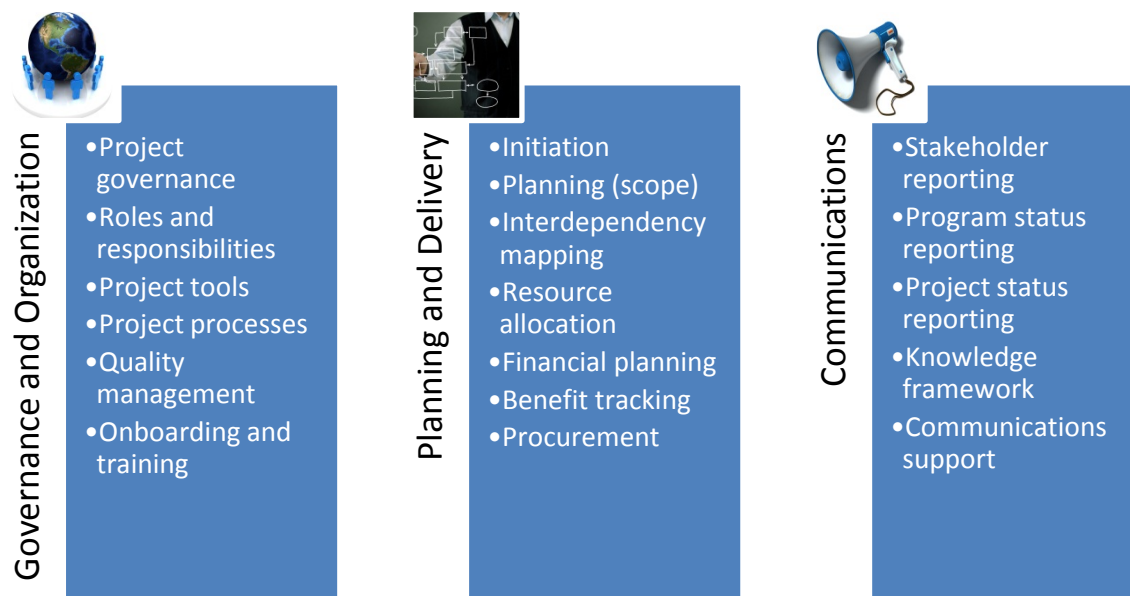 Governance and Organization
•Project
governance
•Roles and
responsibilities
•Project tools
•Project processes
•Quality
management
•Onboarding and
training
Planning and Delivery
•Initiation
•Planning (scope)
•Interdependency
mapping
•Resource
allocation
•Financial planning
•Benefit tracking
•Procurement
Communications
•Stakeholder
reporting
•Program status
reporting
•Project status
reporting
•Knowledge
framework
•Communications
support